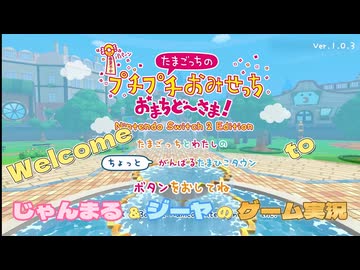 Ver.1.0.3
たまごっちの
プチプチおみせっち
おまちど〜さま!
Nintendo Switch 2 Edition
たまごっちとわたしの
ちょっとがんばるたまひこタウン
Welcome to
ボタンをおしてね
じゃんまる&ジーヤのゲーム実況